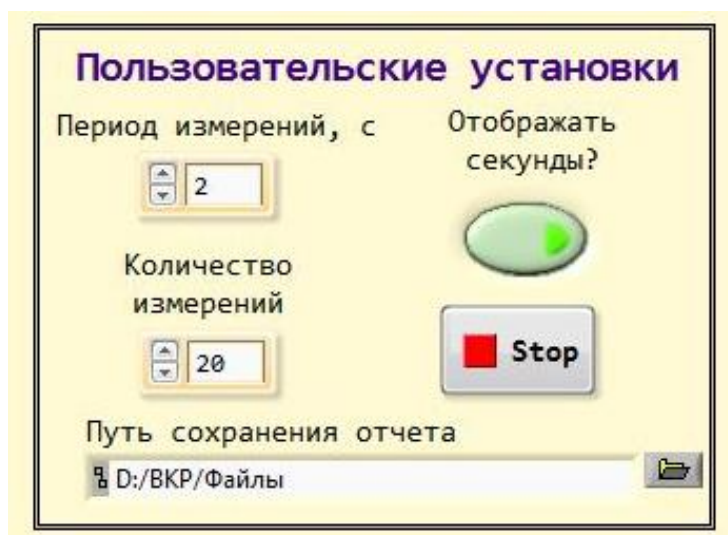 Пользовательские установки
Период измерений, с
Отображать
секунды?
2
Количество
измерений
20
Stop
Путь сохранения отчета
D:/ВКР/Файлы